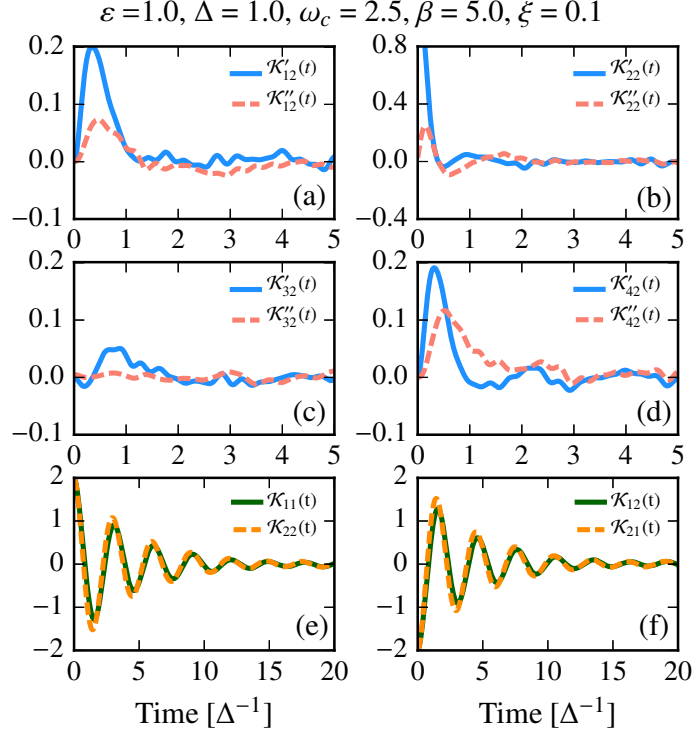 ε =1.0, Δ = 1.0, ω_c = 2.5, β = 5.0, ξ = 0.1
0.2
0.1
0.0
−0.1
𝒦′₁₂(t)
𝒦″₁₂(t)
(a)
0 1 2 3 4 5
0.8
0.4
0.0
−0.4
𝒦′₂₂(t)
𝒦″₂₂(t)
(b)
0 1 2 3 4 5
0.2
0.1
0.0
−0.1
𝒦′₃₂(t)
𝒦″₃₂(t)
(c)
0 1 2 3 4 5
0.2
0.1
0.0
−0.1
𝒦′₄₂(t)
𝒦″₄₂(t)
(d)
0 1 2 3 4 5
2
1
0
−1
−2
𝒦₁₁(t)
𝒦₂₂(t)
(e)
0 5 10 15 20
Time [Δ⁻¹]
2
1
0
−1
−2
𝒦₁₂(t)
𝒦₂₁(t)
(f)
0 5 10 15 20
Time [Δ⁻¹]